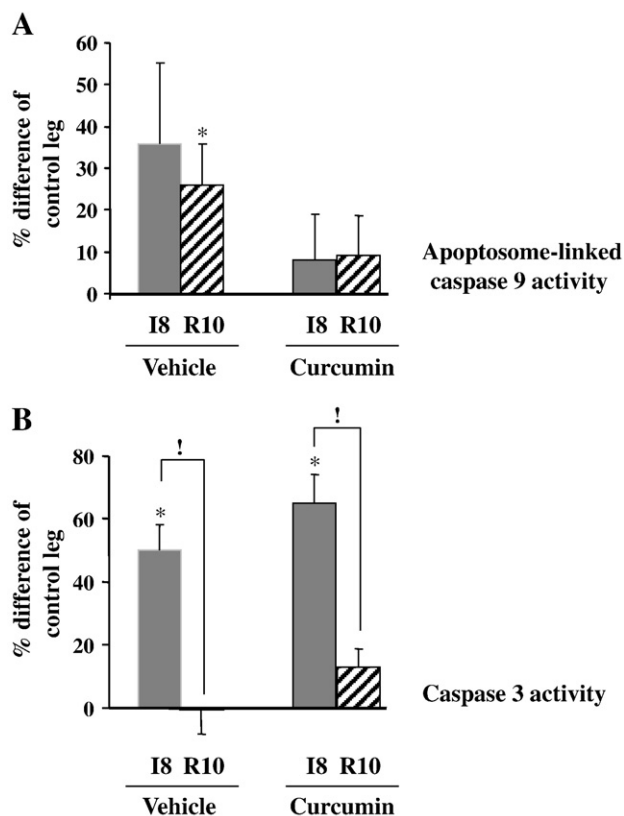 A
% difference of
control leg
60
50
40
30
20
10
0
*
I8 R10
I8 R10
Vehicle
Curcumin
Apoptosome-linked
caspase 9 activity
B
% difference of
control leg
80
60
40
20
0
!
!
*
*
I8 R10
I8 R10
Vehicle
Curcumin
Caspase 3 activity